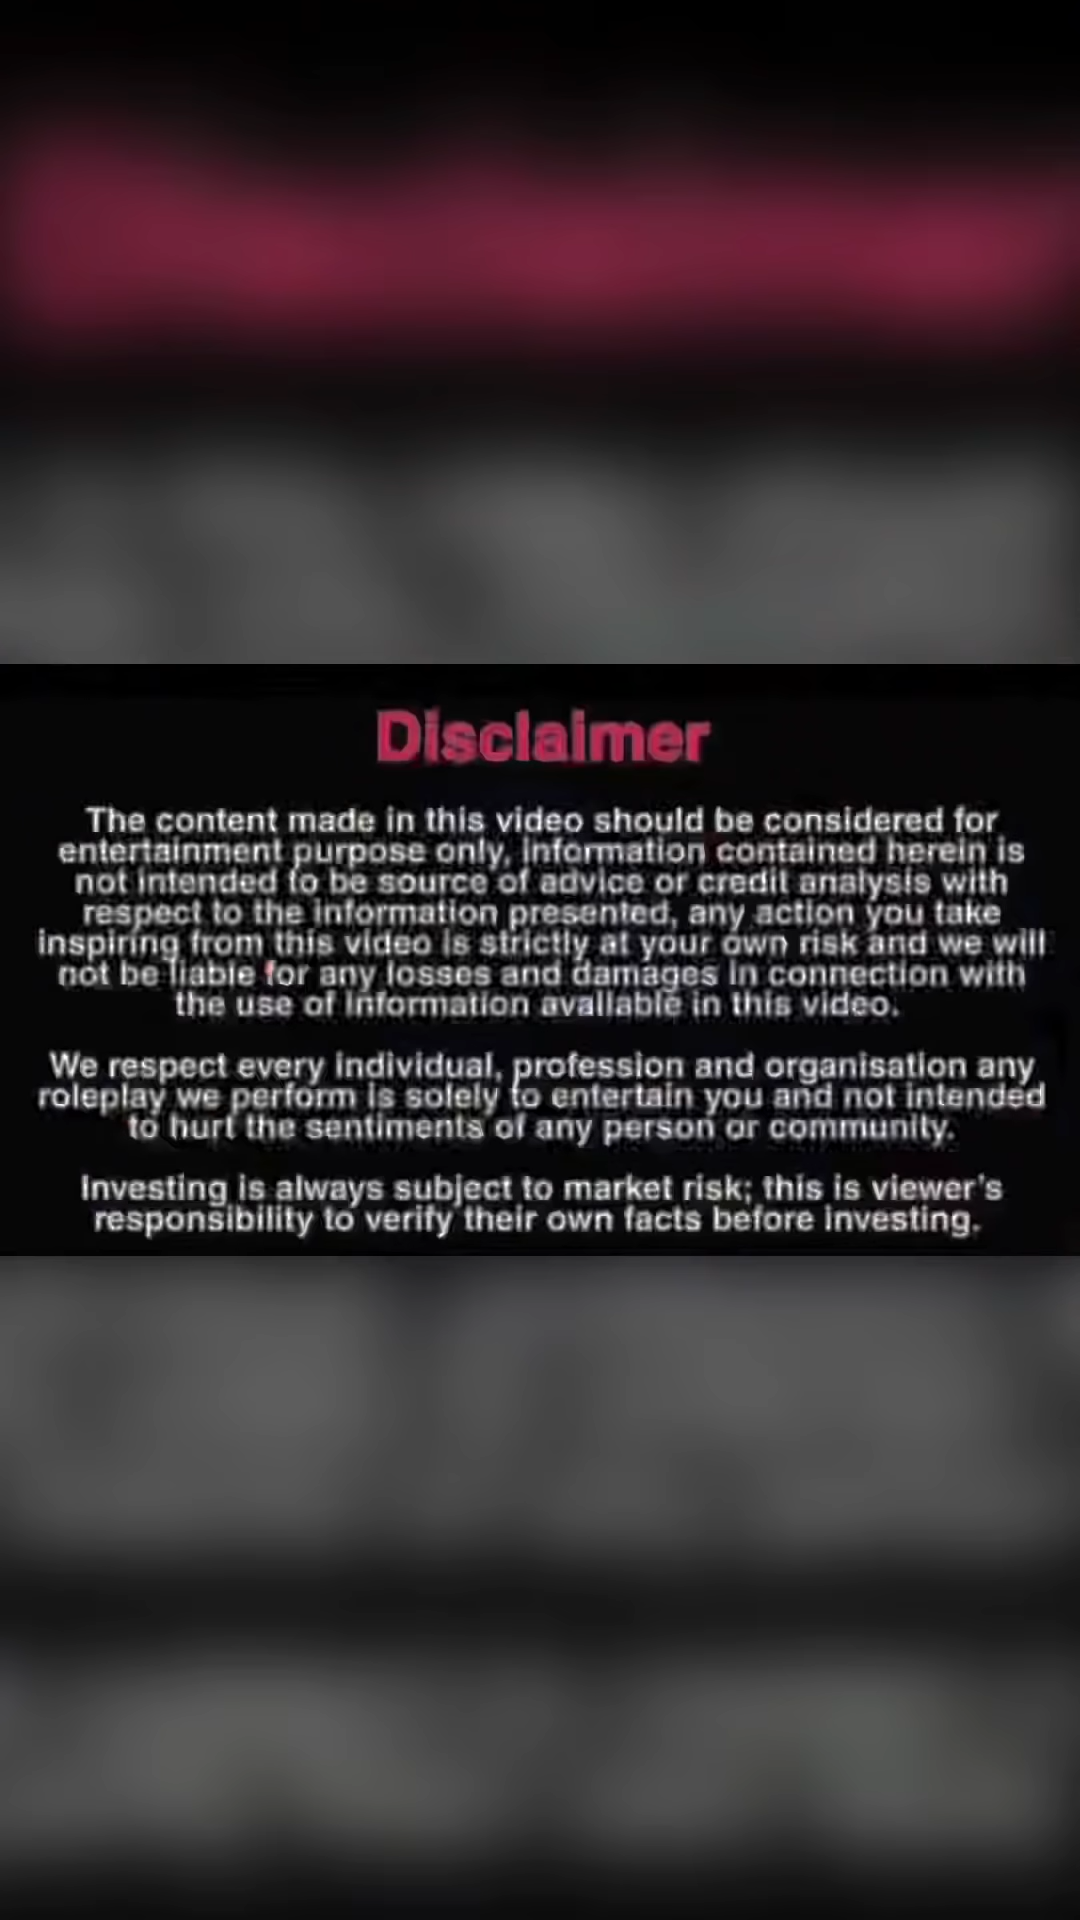 Disclaimer
The content made in this video should be considered for
entertainment purpose only, information contained herein is
not intended to be source of advice or credit analysis with
respect to the information presented, any action you take
inspiring from this video is strictly at your own risk and we will
not be liable for any losses and damages in connection with
the use of information available in this video.
We respect every individual, profession and organisation any
roleplay we perform is solely to entertain you and not intended
to hurt the sentiments of any person or community.
Investing is always subject to market risk; this is viewer's
responsibility to verify their own facts before investing.